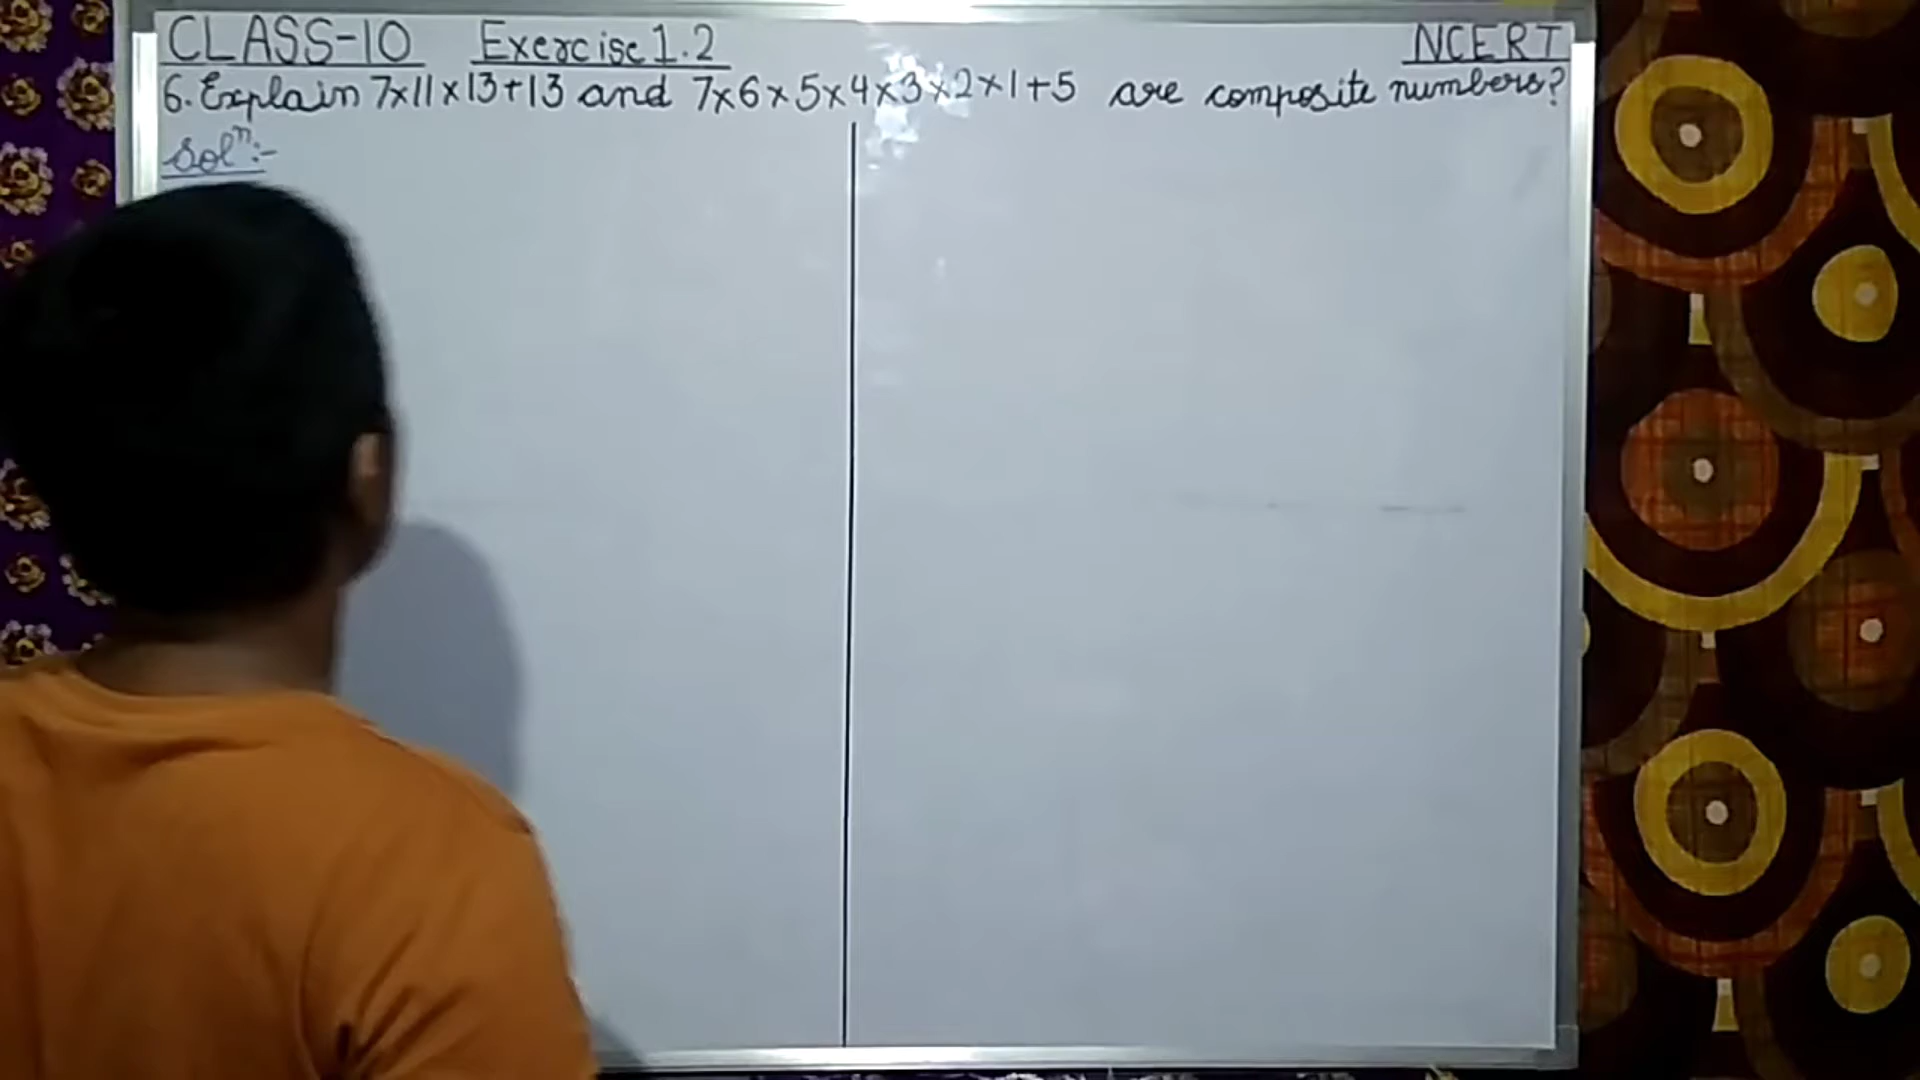 CLASS-10 Exercise 1.2 NCERT
6. Explain 7×11×13+13 and 7×6×5×4×3×2×1+5 are composite numbers?
Solⁿ:-